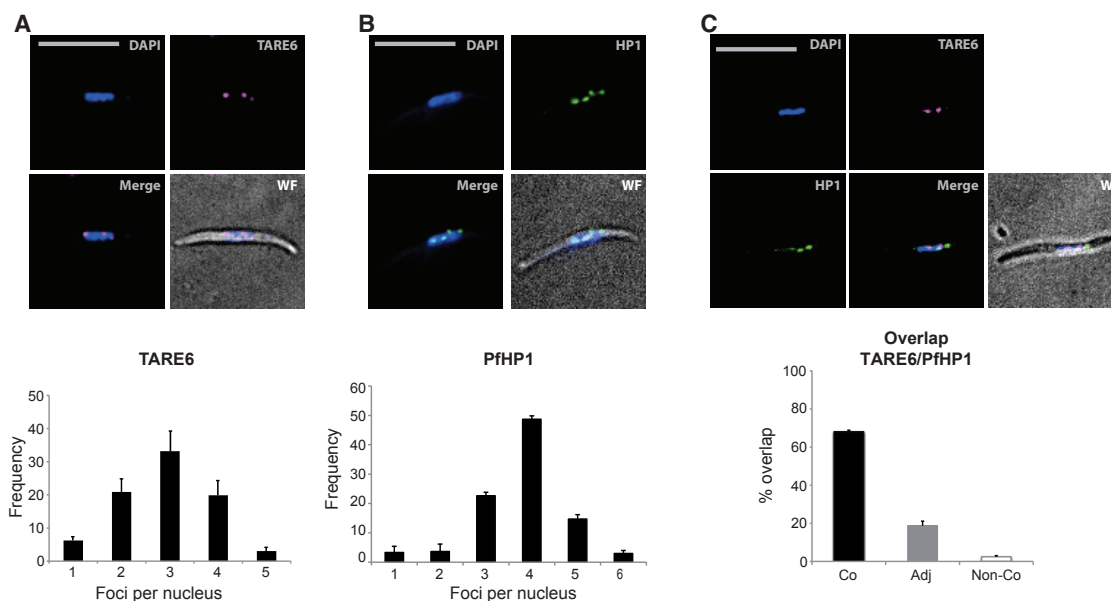 A
DAPI
TARE6
Merge
WF
TARE6
50
40
30
20
10
0
Frequency
1 2 3 4 5
Foci per nucleus
B
DAPI
HP1
Merge
WF
PfHP1
60
50
40
30
20
10
0
Frequency
1 2 3 4 5 6
Foci per nucleus
C
DAPI
TARE6
HP1
Merge
W
Overlap
TARE6/PfHP1
100
80
60
40
20
0
% overlap
Co Adj Non-Co